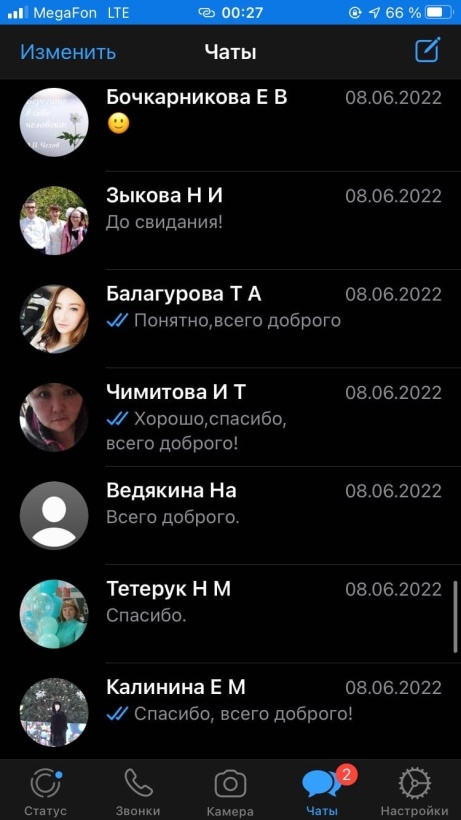 MegaFon LTE 00:27 66 %
Изменить Чаты
Бочкарникова Е В 08.06.2022
🙂
Зыкова Н И 08.06.2022
До свидания!
Балагурова Т А 08.06.2022
Понятно,всего доброго
Чимитова И Т 08.06.2022
Хорошо,спасибо,
всего доброго!
Ведякина На 08.06.2022
Всего доброго.
Тетерук Н М 08.06.2022
Спасибо.
Калинина Е М 08.06.2022
Спасибо, всего доброго!
2
Статус Звонки Камера Чаты Настройки